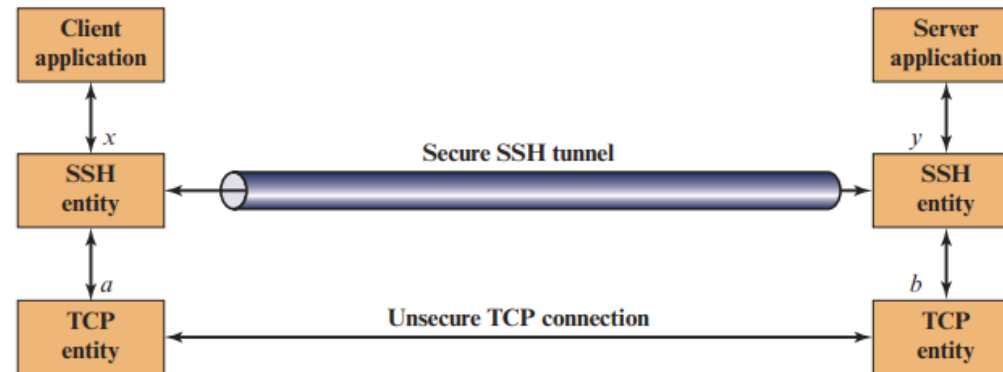 Client
application
Server
application
x
y
Secure SSH tunnel
SSH
entity
SSH
entity
a
b
Unsecure TCP connection
TCP
entity
TCP
entity